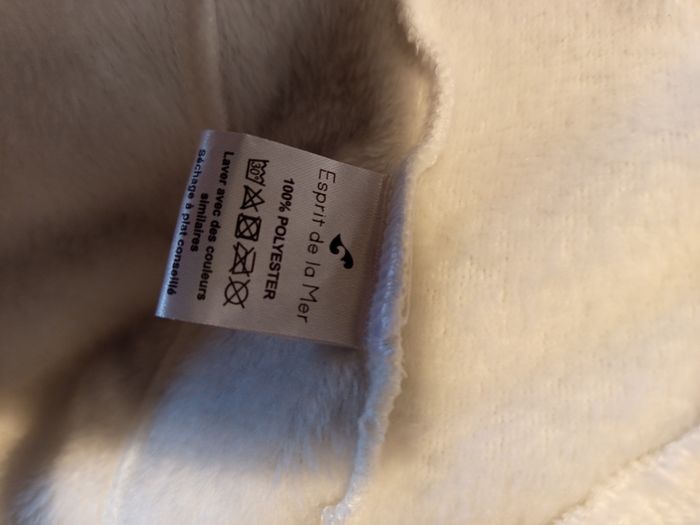 Esprit de la Mer
100% POLYESTER
30°
Laver avec des couleurs
similaires
Séchage à plat conseillé